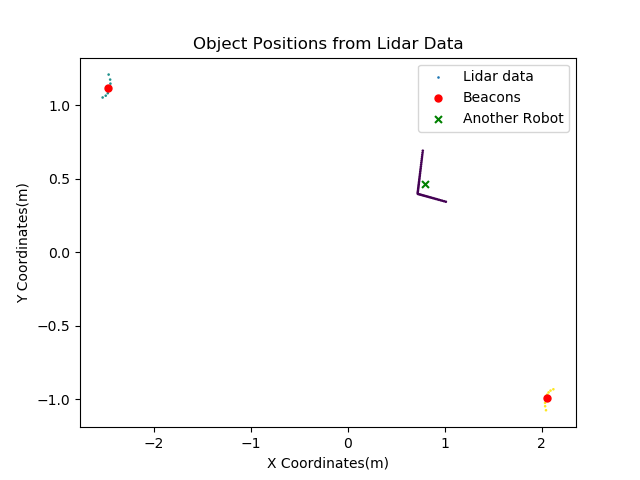 Object Positions from Lidar Data
Lidar data
Beacons
Another Robot
Y Coordinates(m)
1.0
0.5
0.0
−0.5
−1.0
−2
−1
0
1
2
X Coordinates(m)